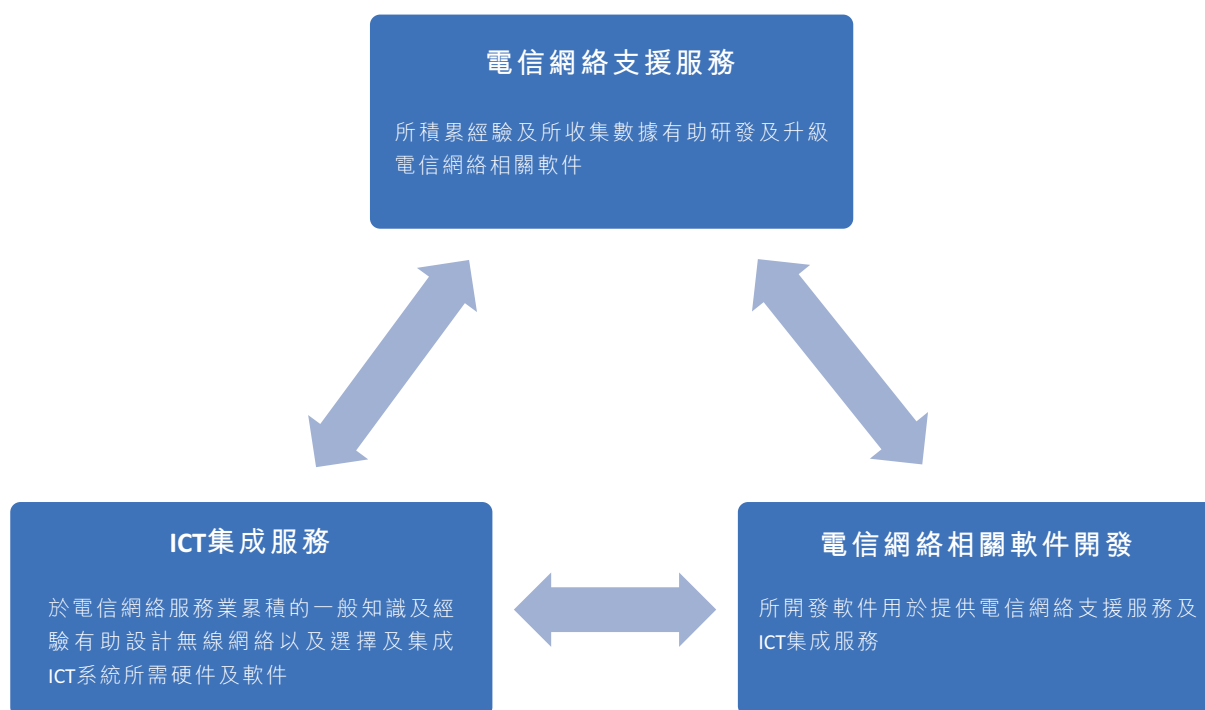 電信網絡支援服務
所積累經驗及所收集數據有助研發及升級
電信網絡相關軟件
ICT集成服務
於電信網絡服務業累積的一般知識及經
驗有助設計無線網絡以及選擇及集成
ICT系統所需硬件及軟件
電信網絡相關軟件開發
所開發軟件用於提供電信網絡支援服務及
ICT集成服務